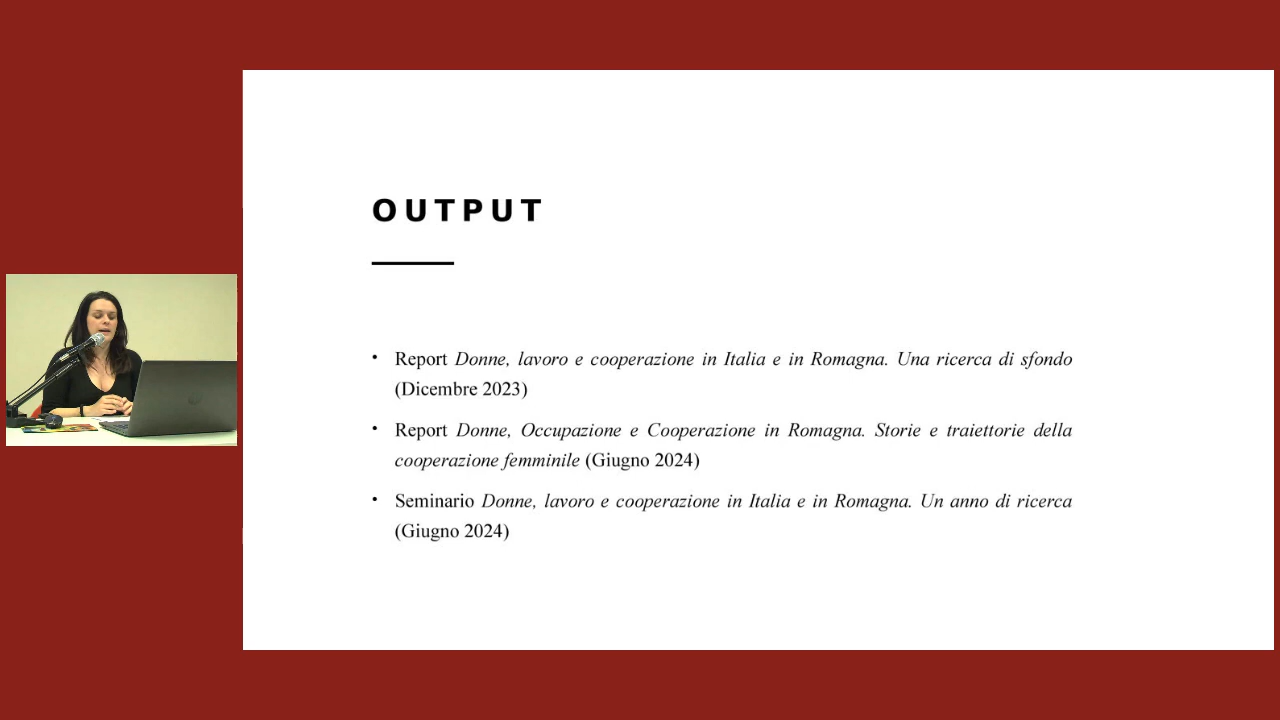 OUTPUT
• Report Donne, lavoro e cooperazione in Italia e in Romagna. Una ricerca di sfondo
(Dicembre 2023)
• Report Donne, Occupazione e Cooperazione in Romagna. Storie e traiettorie della
cooperazione femminile (Giugno 2024)
• Seminario Donne, lavoro e cooperazione in Italia e in Romagna. Un anno di ricerca
(Giugno 2024)